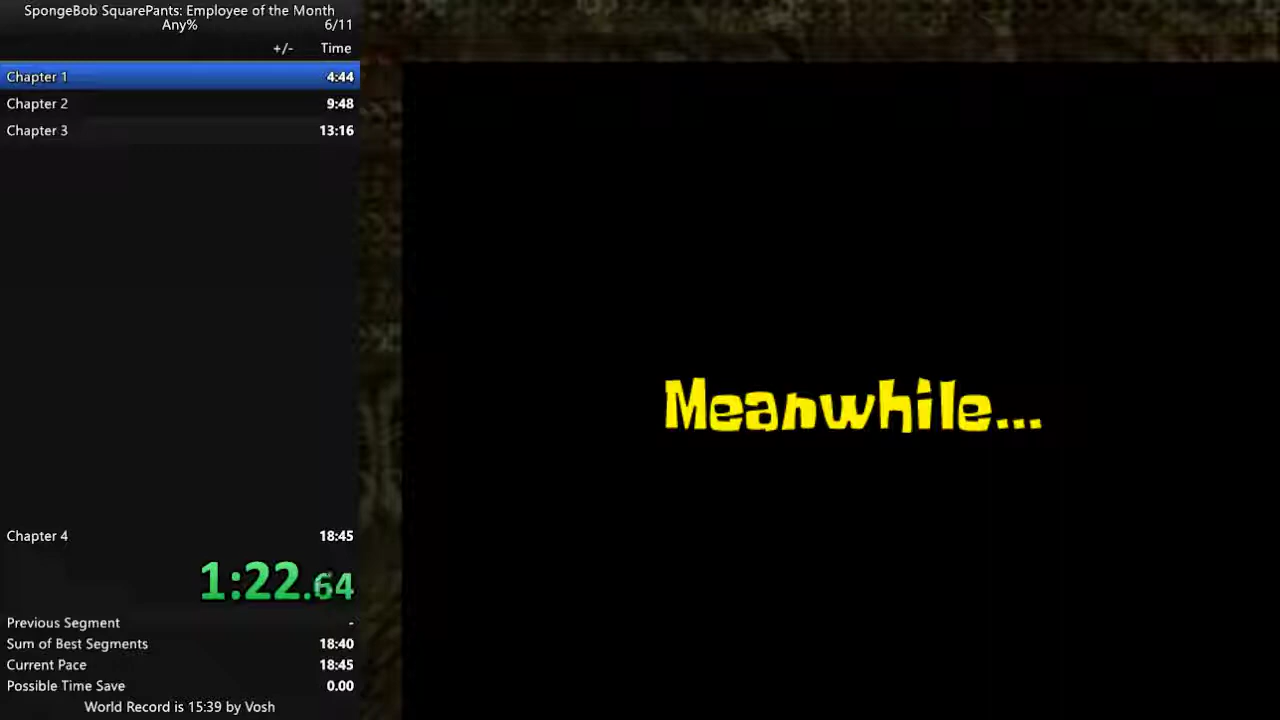 SpongeBob SquarePants: Employee of the Month
Any% 6/11
+/- Time
Chapter 1 4:44
Chapter 2 9:48
Chapter 3 13:16
Meanwhile...
Chapter 4 18:45
1:22.64
Previous Segment -
Sum of Best Segments 18:40
Current Pace 18:45
Possible Time Save 0.00
World Record is 15:39 by Vosh